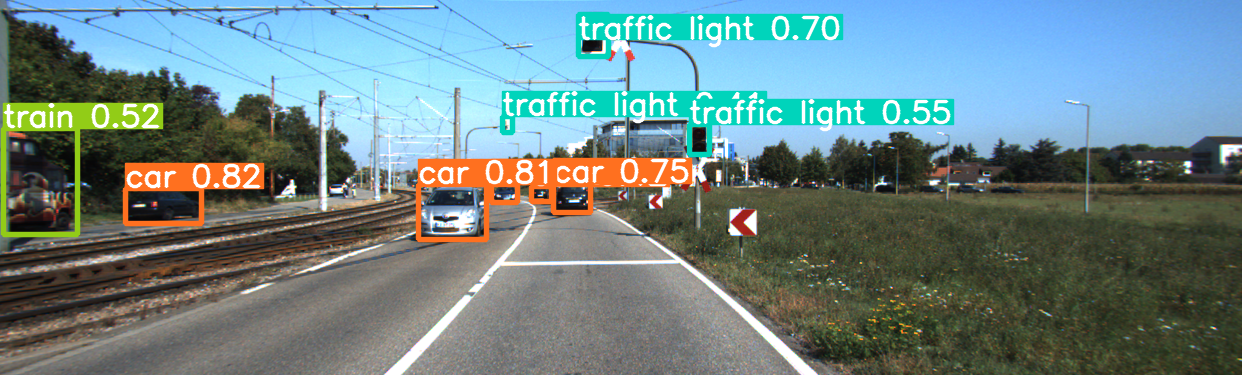 traffic light 0.70
traffic light
traffic light 0.55
train 0.52
car 0.82
car 0.81
car 0.75